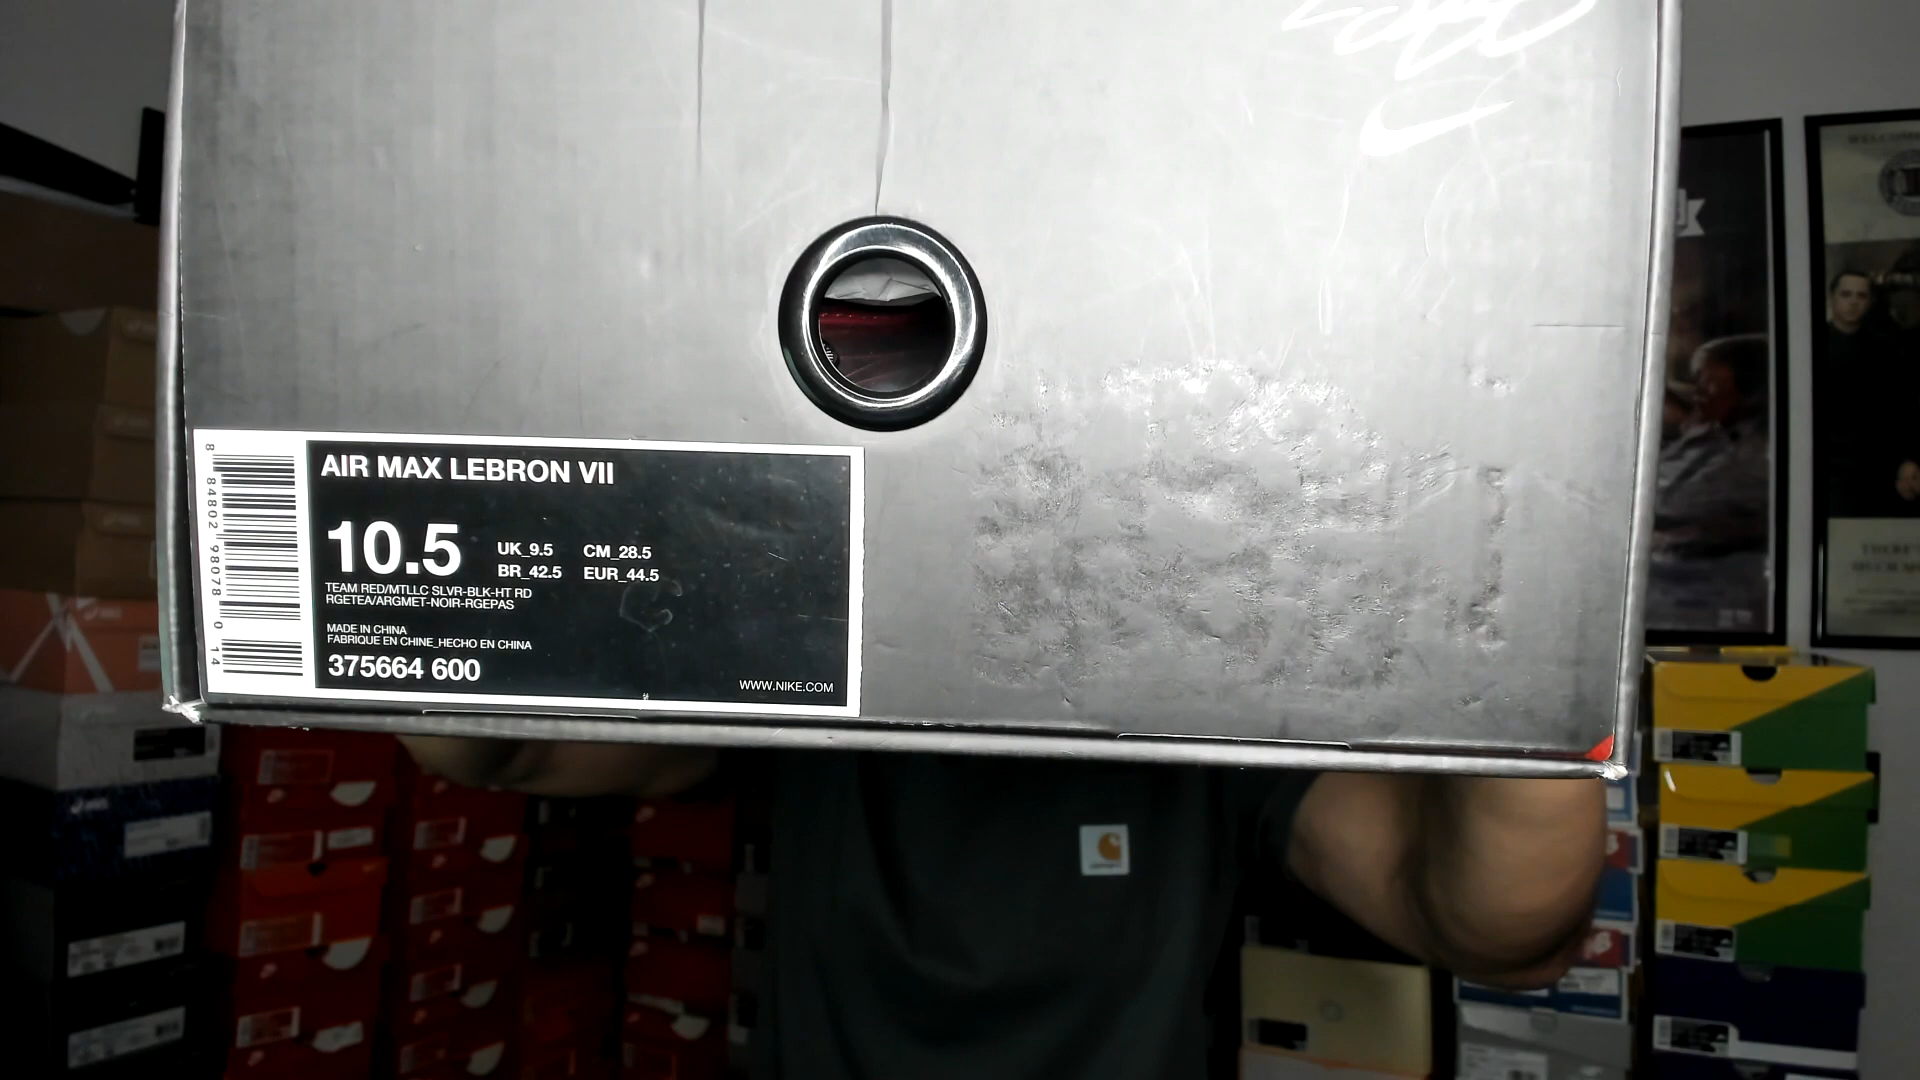 AIR MAX LEBRON VII
10.5
UK_9.5 CM_28.5
BR_42.5 EUR_44.5
TEAM RED/MTLLC SLVR-BLK-HT RD
RGETEA/ARGMET-NOIR-RGEPAS
MADE IN CHINA
FABRIQUE EN CHINE_HECHO EN CHINA
375664 600
WWW.NIKE.COM
8 84802 98078 0 14
carhartt